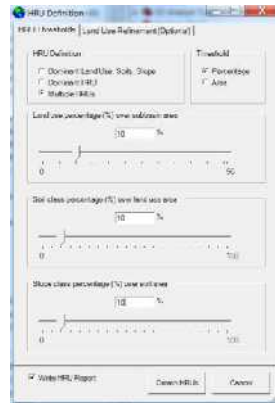 HRU Definition
HRU Thresholds Land Use Refinement (Optional)
HRU Definition
Threshold
Dominant Land Use, Soils, Slope
Percentage
Dominant HRU
Area
Multiple HRUs
Land use percentage (%) over subbasin area
10 %
0
Soil class percentage (%) over land use area
10 %
0 100
Slope class percentage (%) over soil area
10 %
0 100
Write HRU Report
Create HRUs
Cancel